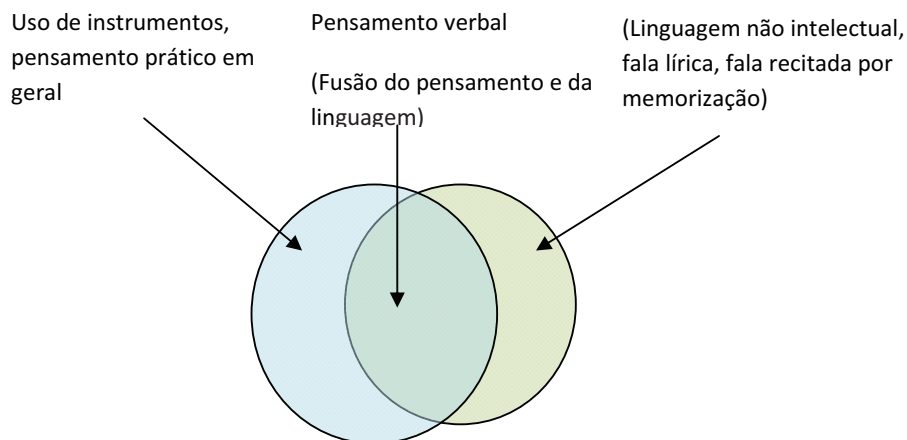 Uso de instrumentos,
pensamento prático em
geral
Pensamento verbal
(Fusão do pensamento e da
linguagem)
(Linguagem não intelectual,
fala lírica, fala recitada por
memorização)